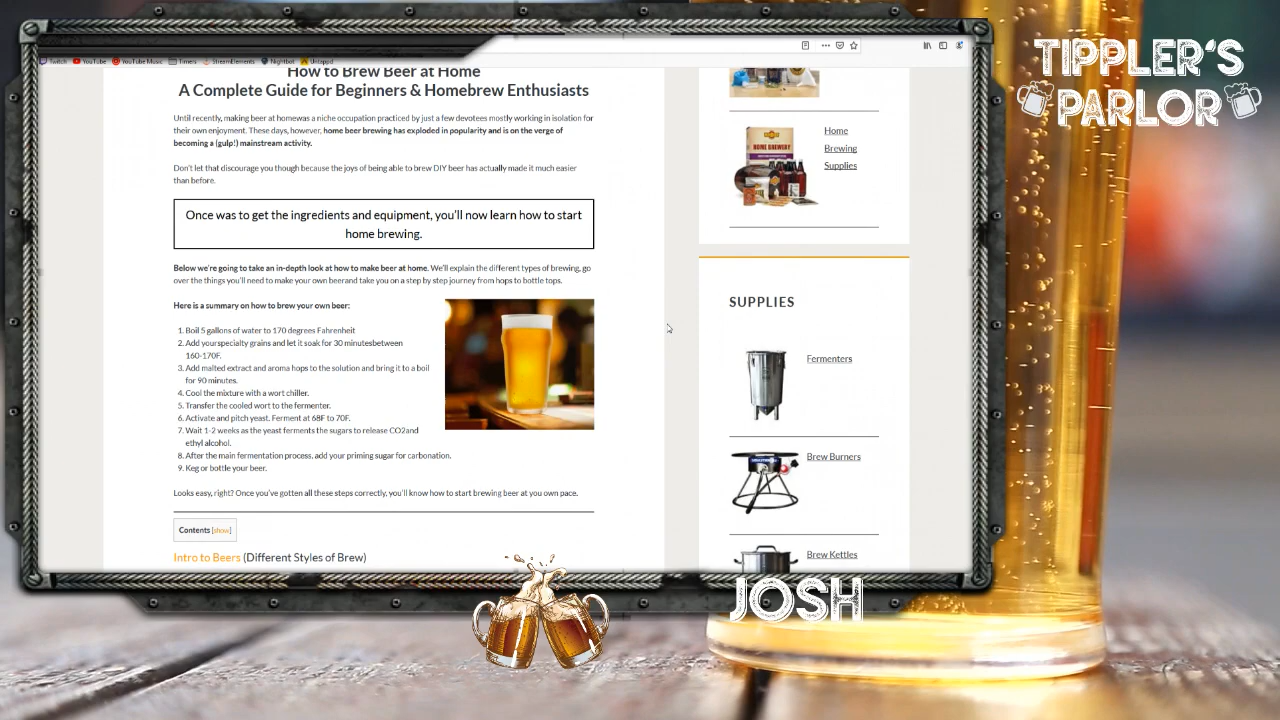 Twitch YouTube YouTube Music Timers StreamElements Nightbot Untappd
TIPPLER'S
PARLOR
How to Brew Beer at Home
A Complete Guide for Beginners & Homebrew Enthusiasts
Until recently, making beer at homewas a niche occupation practiced by just a few devotees mostly working in isolation for
their own enjoyment. These days, however, home beer brewing has exploded in popularity and is on the verge of
becoming a (gulp!) mainstream activity.
Don't let that discourage you though because the joys of being able to brew DIY beer has actually made it much easier
than before.
Once was to get the ingredients and equipment, you'll now learn how to start
home brewing.
Below we're going to take an in-depth look at how to make beer at home. We'll explain the different types of brewing, go
over the things you'll need to make your own beerand take you on a step by step journey from hops to bottle tops.
Here is a summary on how to brew your own beer:
1. Boil 5 gallons of water to 170 degrees Fahrenheit
2. Add yourspecialty grains and let it soak for 30 minutesbetween
160-170F.
3. Add malted extract and aroma hops to the solution and bring it to a boil
for 90 minutes.
4. Cool the mixture with a wort chiller.
5. Transfer the cooled wort to the fermenter.
6. Activate and pitch yeast. Ferment at 68F to 70F.
7. Wait 1-2 weeks as the yeast ferments the sugars to release CO2and
ethyl alcohol.
8. After the main fermentation process, add your priming sugar for carbonation.
9. Keg or bottle your beer.
Looks easy, right? Once you've gotten all these steps correctly, you'll know how to start brewing beer at you own pace.
Contents [show]
Intro to Beers (Different Styles of Brew)
Home
Brewing
Supplies
HOME BREWERY
SUPPLIES
Fermenters
Brew Burners
Brew Kettles
JOSH